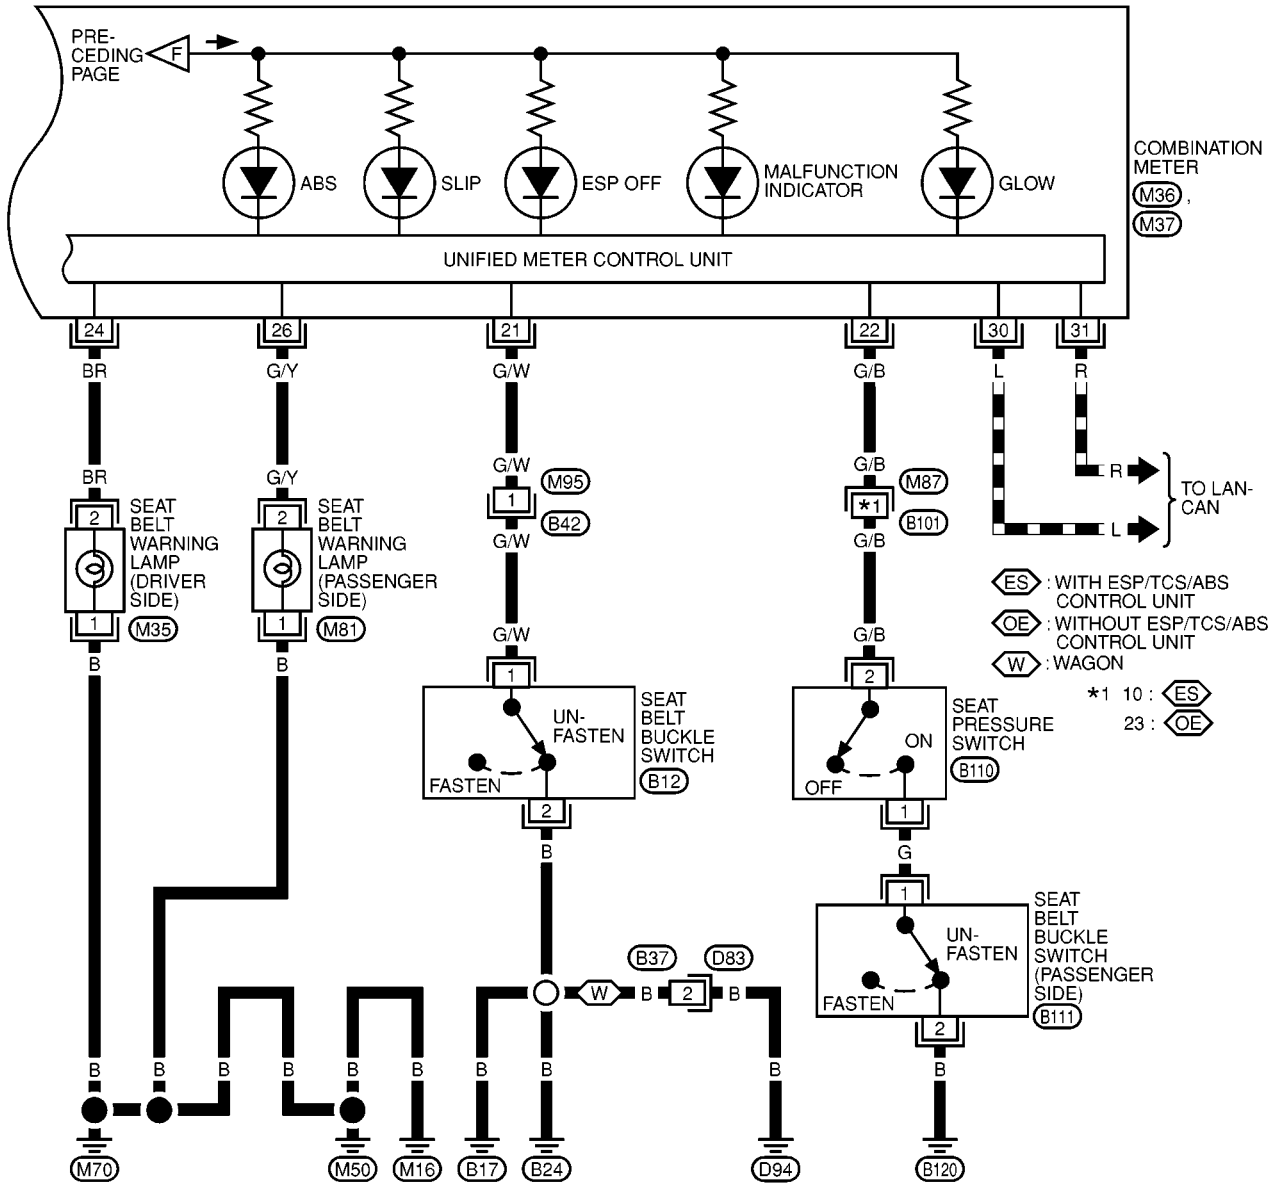 PRE-
CEDING
PAGE
F
ABS
SLIP
ESP OFF
MALFUNCTION
INDICATOR
GLOW
COMBINATION
METER
M36 ,
M37
UNIFIED METER CONTROL UNIT
24 26 21 22 30 31
BR G/Y G/W G/B L R
BR G/Y G/W G/B
R
L
TO LAN-
CAN
M95
1
B42
G/W
M87
*1
B101
G/B
2
SEAT
BELT
WARNING
LAMP
(DRIVER
SIDE)
1
M35
B
2
SEAT
BELT
WARNING
LAMP
(PASSENGER
SIDE)
1
M81
B
ES : WITH ESP/TCS/ABS
CONTROL UNIT
OE : WITHOUT ESP/TCS/ABS
CONTROL UNIT
W : WAGON
*1 10 : ES
23 : OE
G/W
1
UN-
FASTEN
FASTEN
SEAT
BELT
BUCKLE
SWITCH
B12
2
B
G/B
2
ON
OFF
SEAT
PRESSURE
SWITCH
B110
1
G
1
UN-
FASTEN
FASTEN
SEAT
BELT
BUCKLE
SWITCH
(PASSENGER
SIDE)
B111
2
B37 D83
W B 2 B
B B B B B B B B B B B
M70 M50 M16 B17 B24 D94 B120